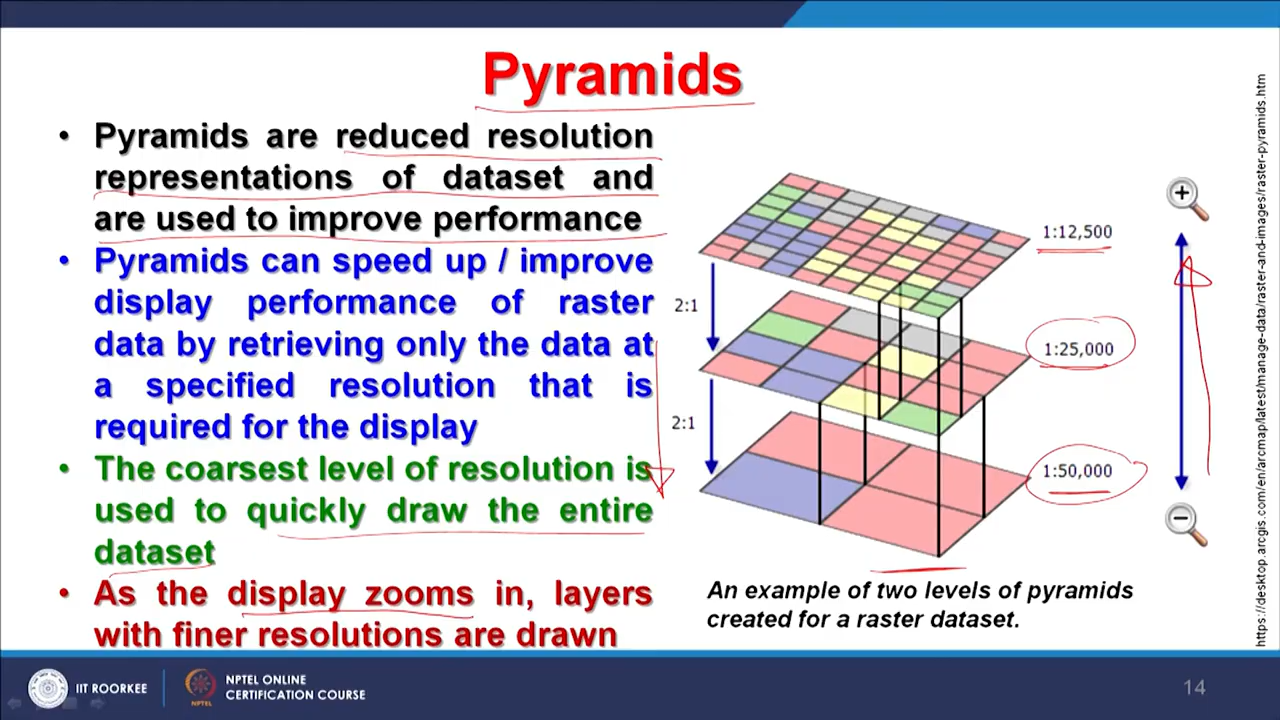 Pyramids
• Pyramids are reduced resolution
representations of dataset and
are used to improve performance
• Pyramids can speed up / improve
display performance of raster
data by retrieving only the data at
a specified resolution that is
required for the display
• The coarsest level of resolution is
used to quickly draw the entire
dataset
• As the display zooms in, layers
with finer resolutions are drawn
1:12,500
2:1
1:25,000
2:1
1:50,000
An example of two levels of pyramids
created for a raster dataset.
https://desktop.arcgis.com/en/arcmap/latest/manage-data/raster-and-images/raster-pyramids.htm
IIT ROORKEE
NPTEL
NPTEL ONLINE
CERTIFICATION COURSE
14